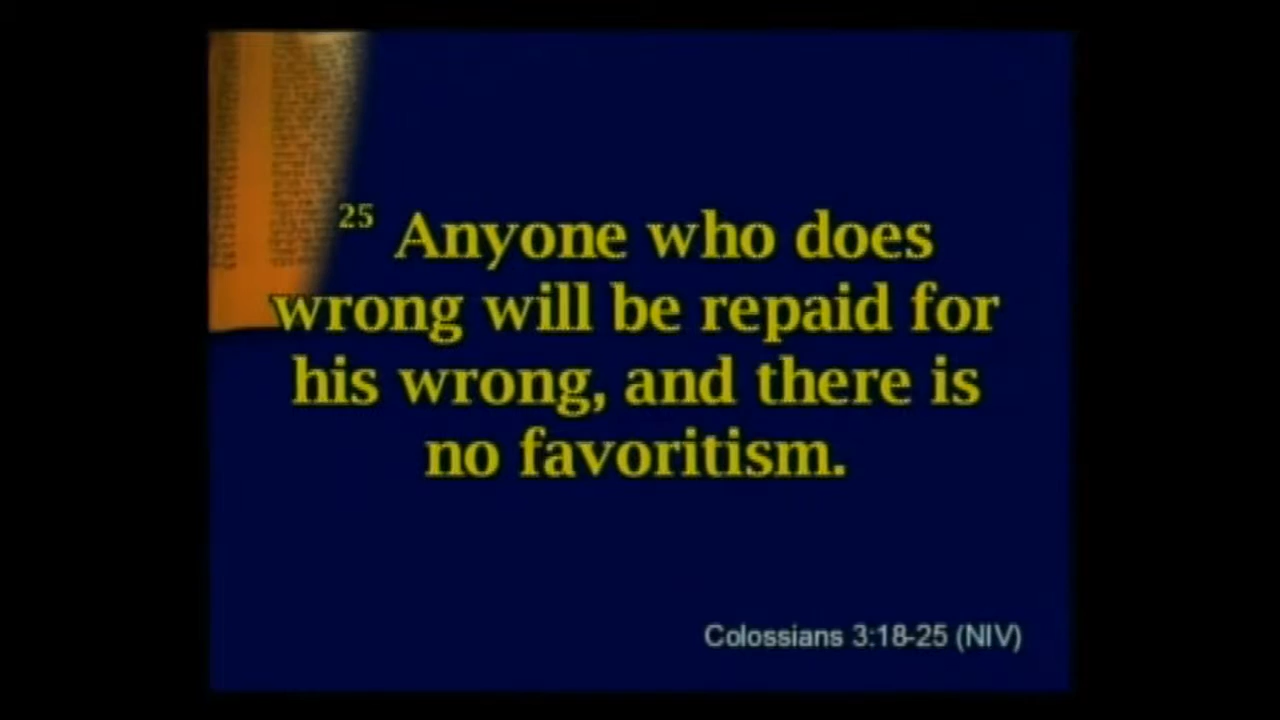 25 Anyone who does
wrong will be repaid for
his wrong, and there is
no favoritism.
Colossians 3:18-25 (NIV)